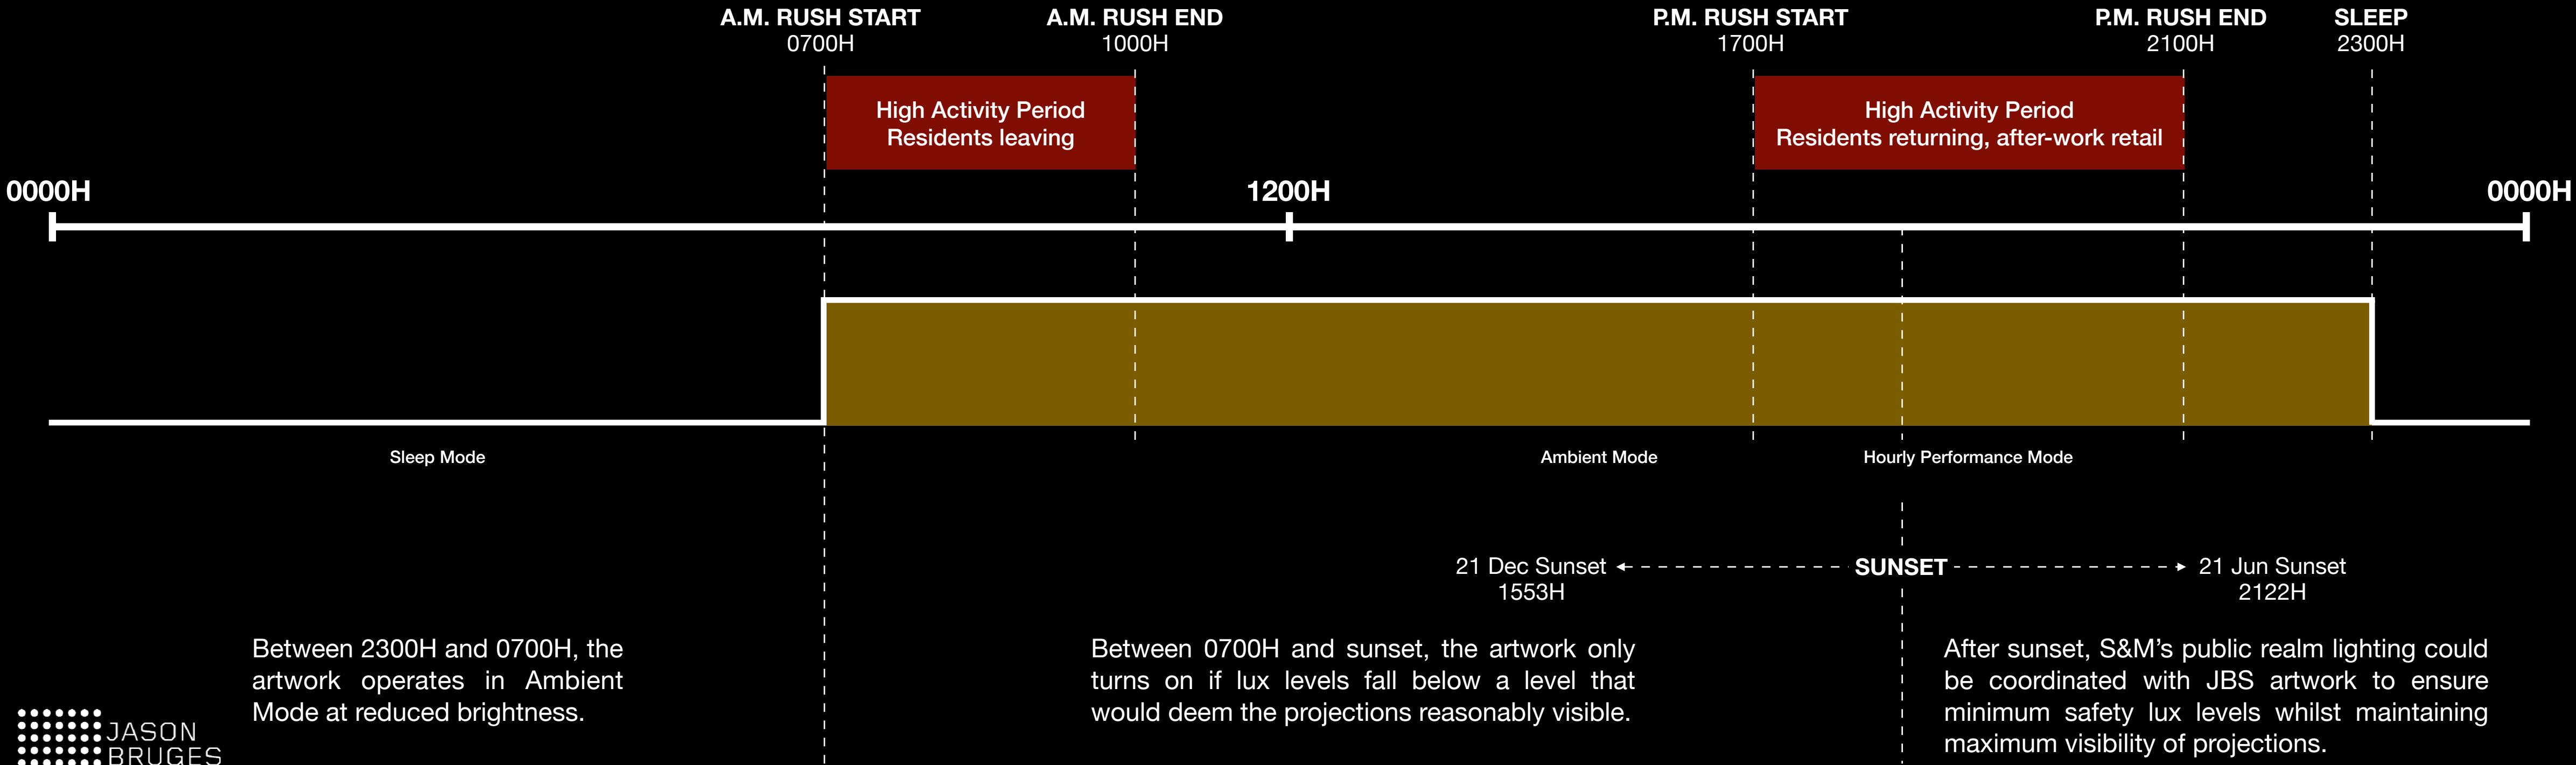 A.M. RUSH START
0700H
A.M. RUSH END
1000H
P.M. RUSH START
1700H
P.M. RUSH END
2100H
SLEEP
2300H
High Activity Period
Residents leaving
High Activity Period
Residents returning, after-work retail
0000H
1200H
0000H
Sleep Mode
Ambient Mode
Hourly Performance Mode
21 Dec Sunset
1553H
SUNSET
21 Jun Sunset
2122H
Between 2300H and 0700H, the
artwork operates in Ambient
Mode at reduced brightness.
Between 0700H and sunset, the artwork only
turns on if lux levels fall below a level that
would deem the projections reasonably visible.
After sunset, S&M’s public realm lighting could
be coordinated with JBS artwork to ensure
minimum safety lux levels whilst maintaining
maximum visibility of projections.
JASON
BRUGES